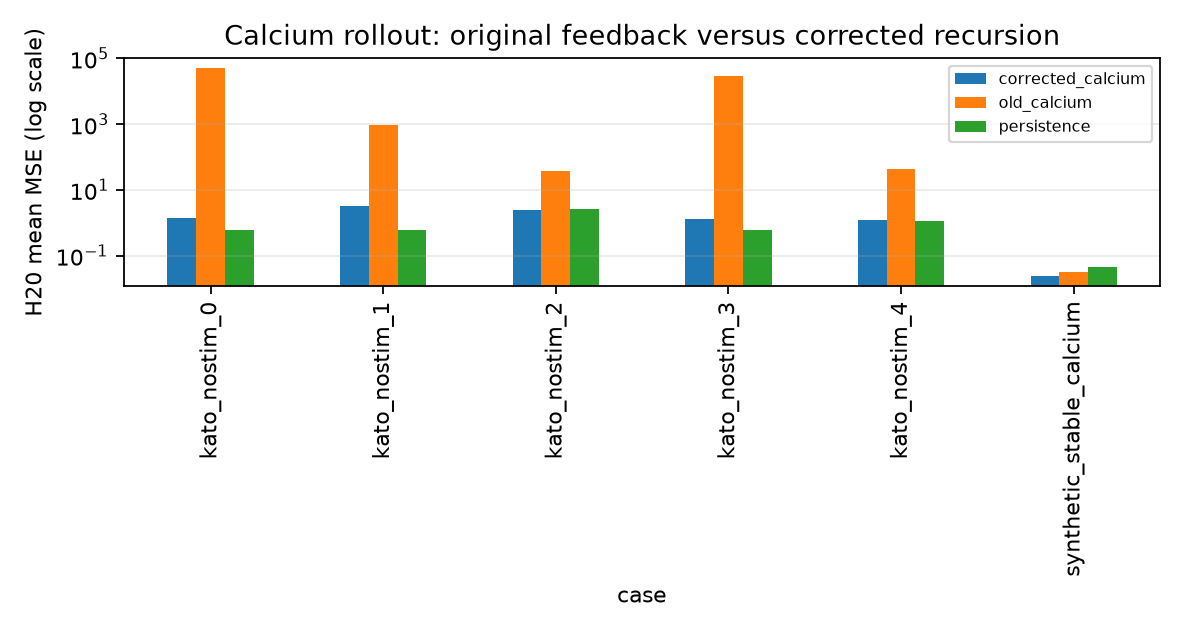 Calcium rollout: original feedback versus corrected recursion
H20 mean MSE (log scale)
10^5
10^3
10^1
10^−1
corrected_calcium
old_calcium
persistence
kato_nostim_0
kato_nostim_1
kato_nostim_2
kato_nostim_3
kato_nostim_4
synthetic_stable_calcium
case